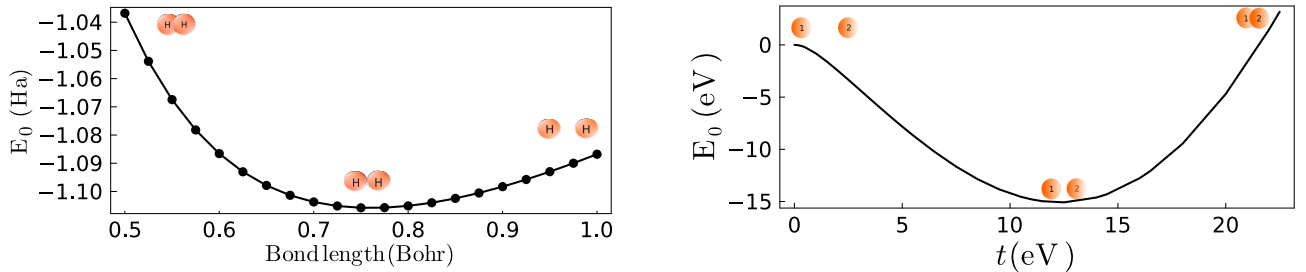 −1.04
−1.05
−1.06
−1.07
−1.08
−1.09
−1.10
E₀ (Ha)
H H
H H
H H
0.5 0.6 0.7 0.8 0.9 1.0
Bond length (Bohr)
0
−5
−10
−15
E₀ (eV)
1 2
1 2
1 2
0 5 10 15 20
t (eV)